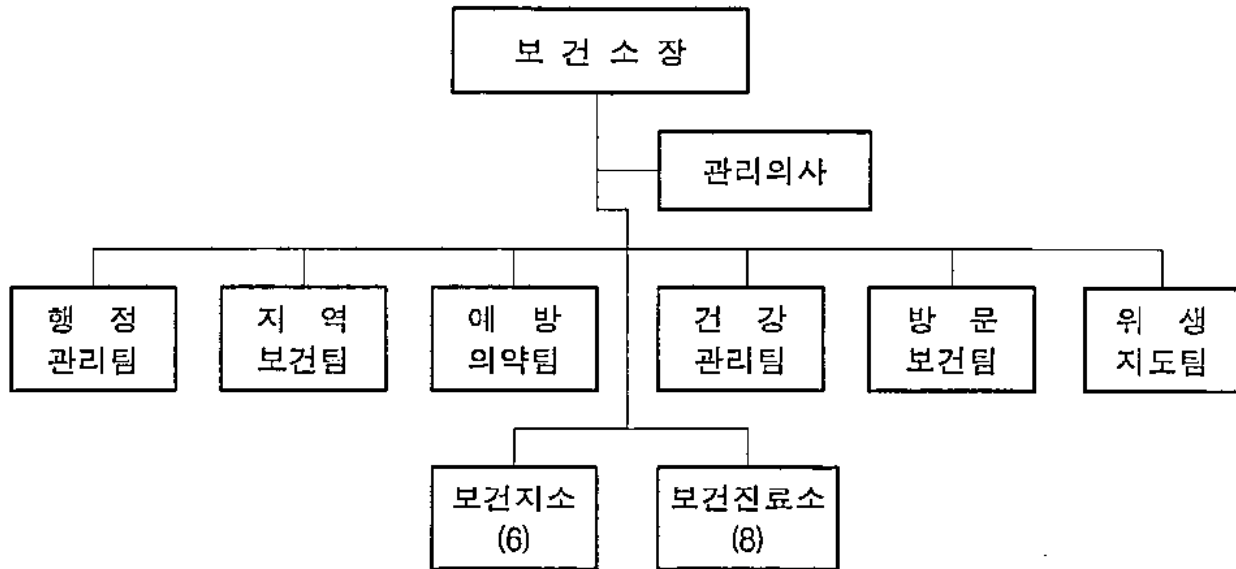 보 건 소 장
관리의사
행 정
관리팀
지 역
보건팀
예 방
의약팀
건 강
관리팀
방 문
보건팀
위 생
지도팀
보건지소
(6)
보건진료소
(8)